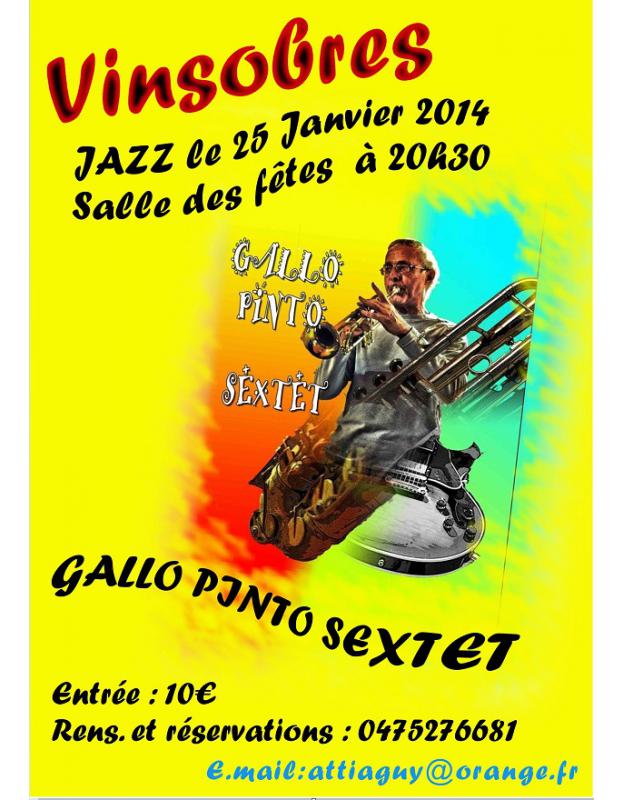 Vinsobres
JAZZ le 25 Janvier 2014
Salle des fêtes à 20h30
GALLO
PINTO
SEXTET
GALLO PINTO SEXTET
Entrée : 10€
Rens. et réservations : 0475276681
E.mail:attiaguy@orange.fr